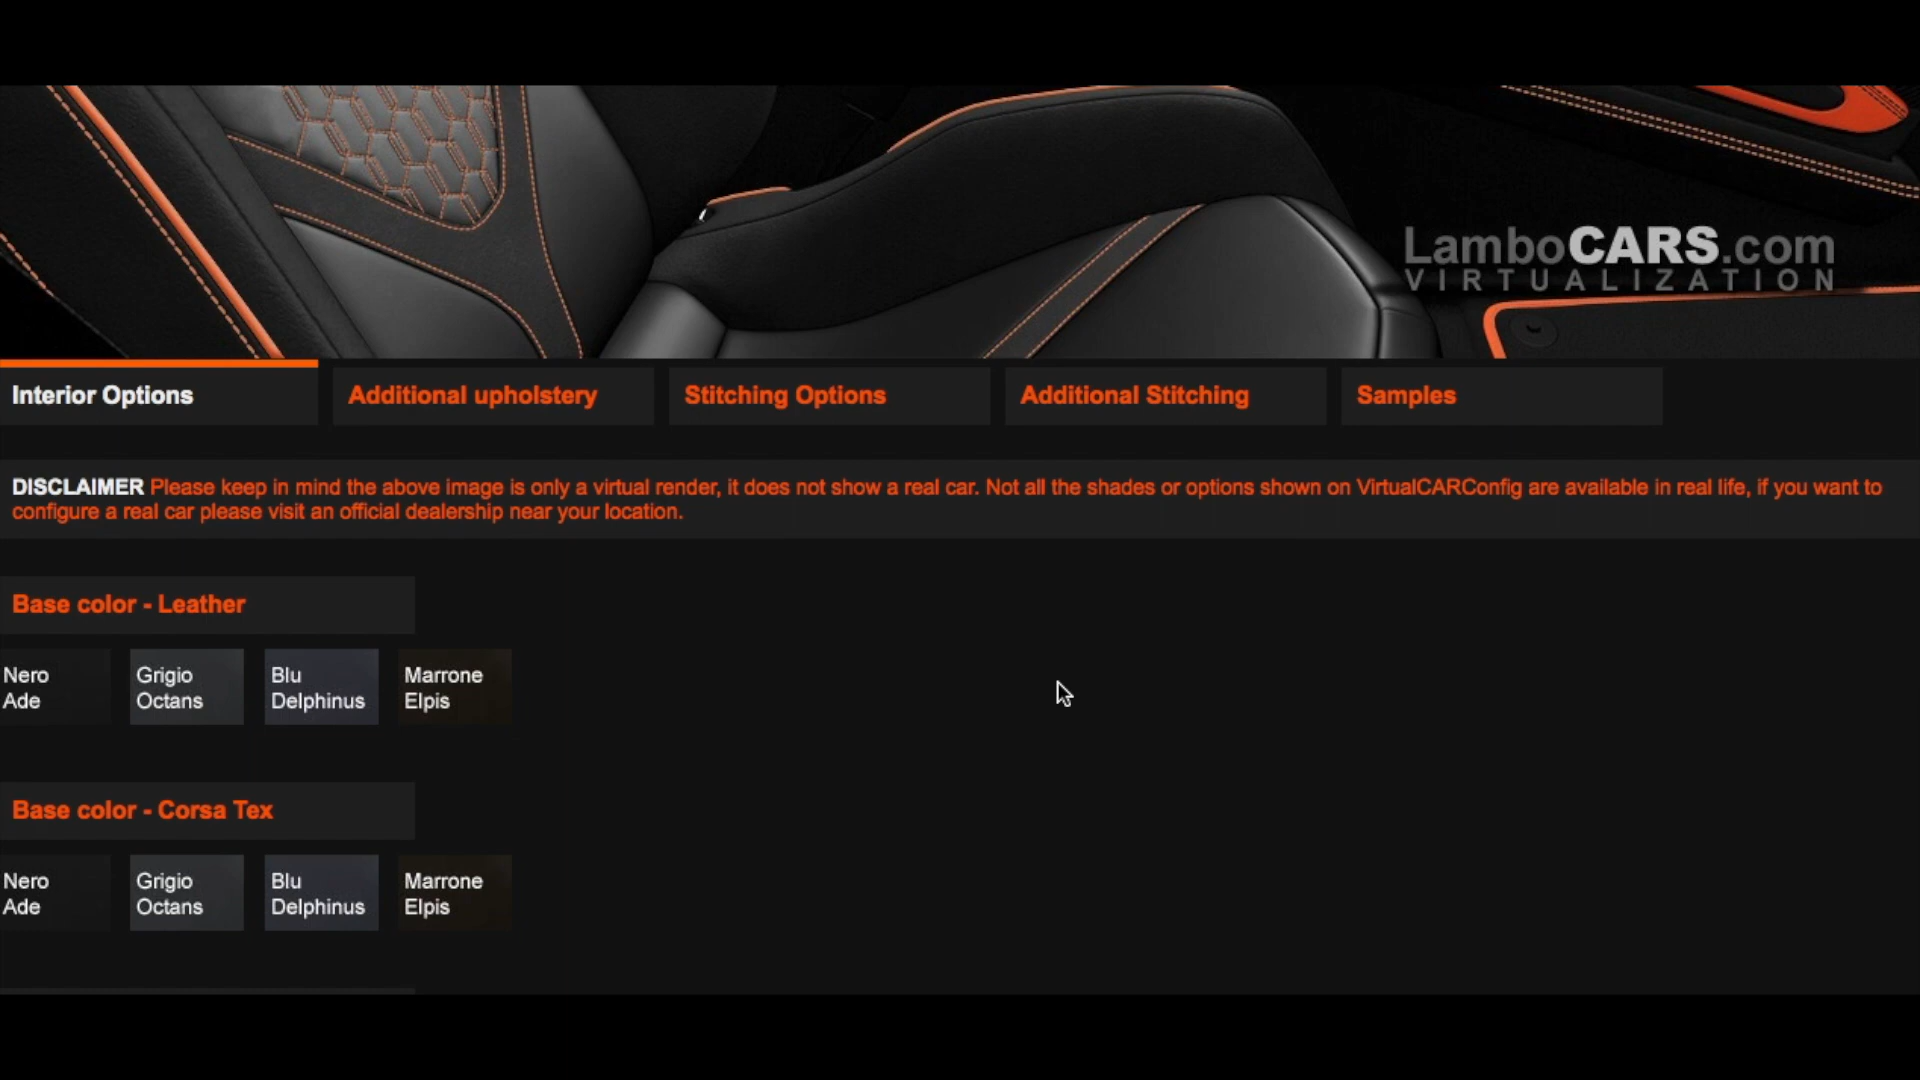 LamboCARS.com
VIRTUALIZATION
Interior Options
Additional upholstery
Stitching Options
Additional Stitching
Samples
DISCLAIMER Please keep in mind the above image is only a virtual render, it does not show a real car. Not all the shades or options shown on VirtualCARConfig are available in real life, if you want to
configure a real car please visit an official dealership near your location.
Base color - Leather
Nero
Ade
Grigio
Octans
Blu
Delphinus
Marrone
Elpis
Base color - Corsa Tex
Nero
Ade
Grigio
Octans
Blu
Delphinus
Marrone
Elpis